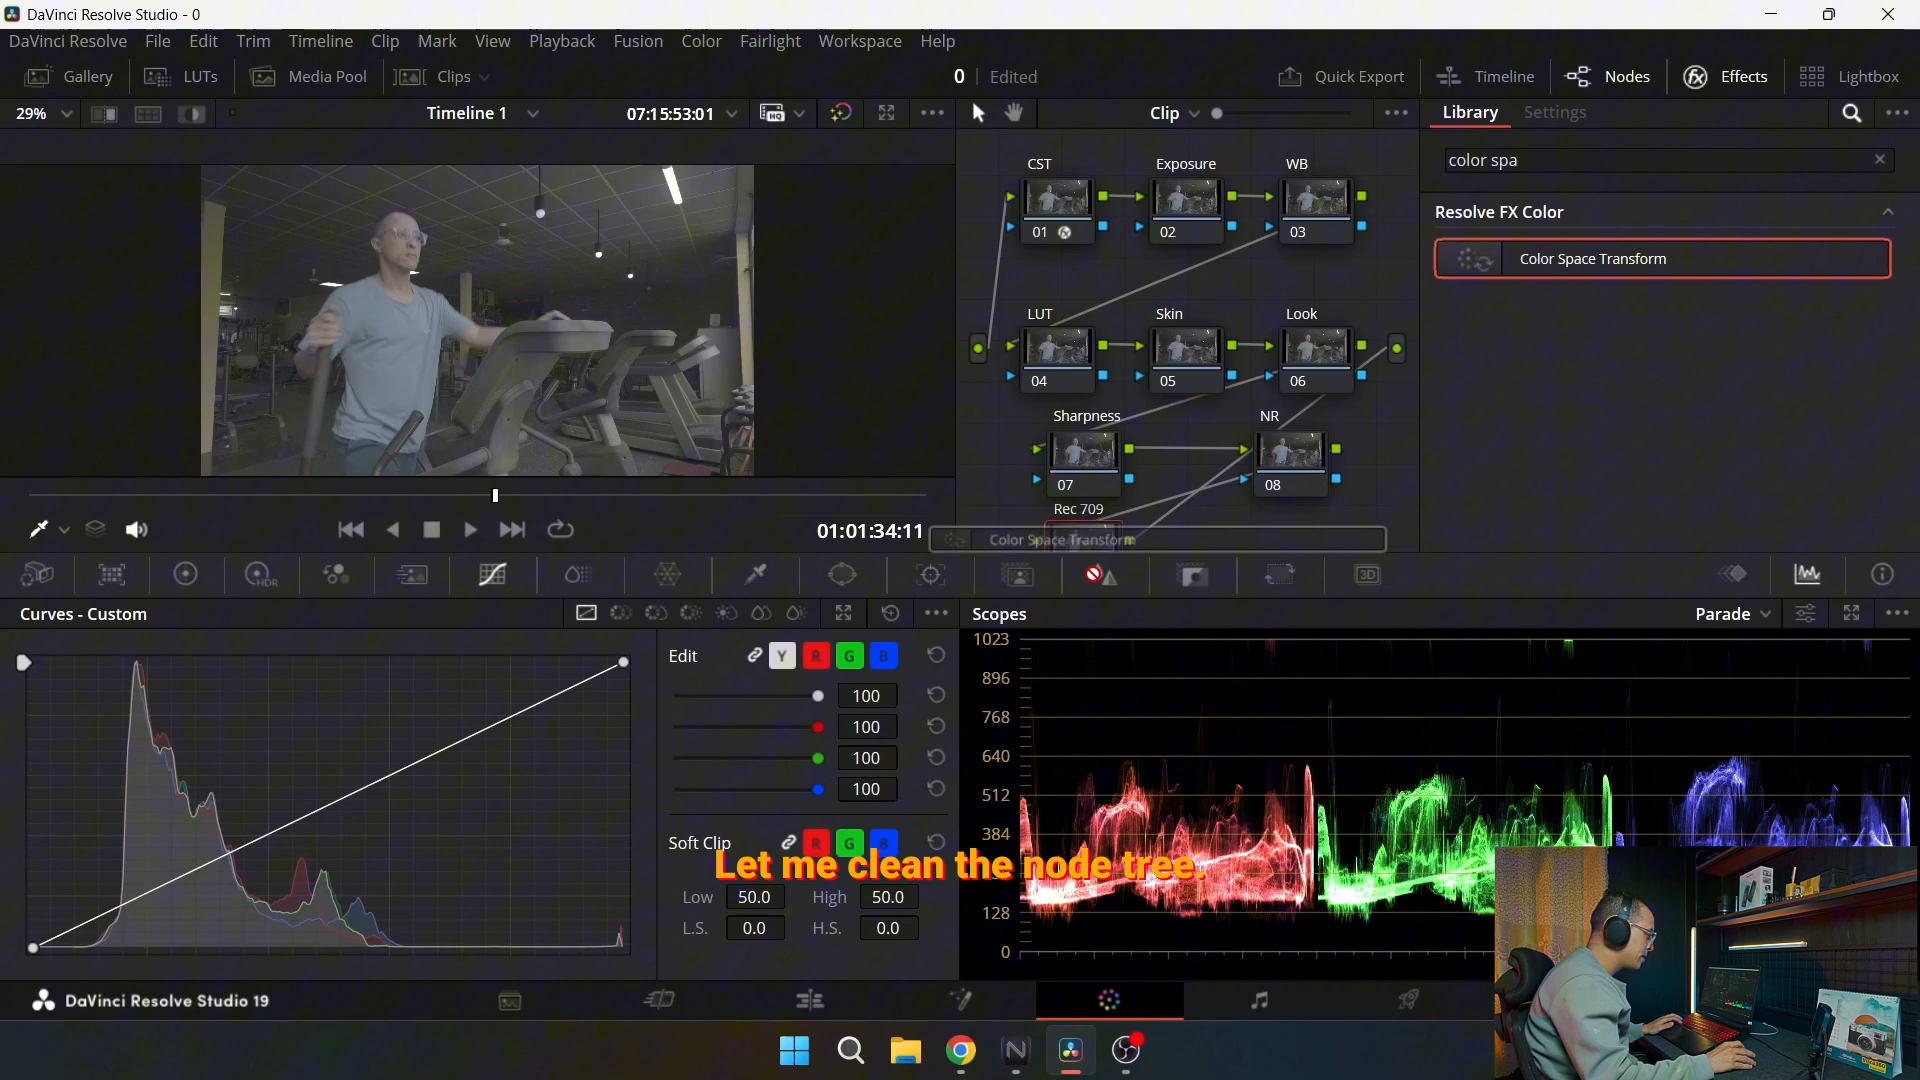 DaVinci Resolve Studio - 0
DaVinci Resolve File Edit Trim Timeline Clip Mark View Playback Fusion Color Fairlight Workspace Help
Gallery LUTs Media Pool Clips 0 Edited Quick Export Timeline Nodes Effects Lightbox
29% Timeline 1 07:15:53:01 HQ Clip Library Settings
color spa
Resolve FX Color
Color Space Transform
CST Exposure WB
01 02 03
LUT Skin Look
04 05 06
Sharpness NR
07 08
Rec 709
Color Space Transform
01:01:34:11
HDR 3D
Curves - Custom
Scopes Parade
Edit Y R G B
100
100
100
100
Soft Clip R G B
Low 50.0 High 50.0
L.S. 0.0 H.S. 0.0
1023
896
768
640
512
384
128
0
Let me clean the node tree.
DaVinci Resolve Studio 19